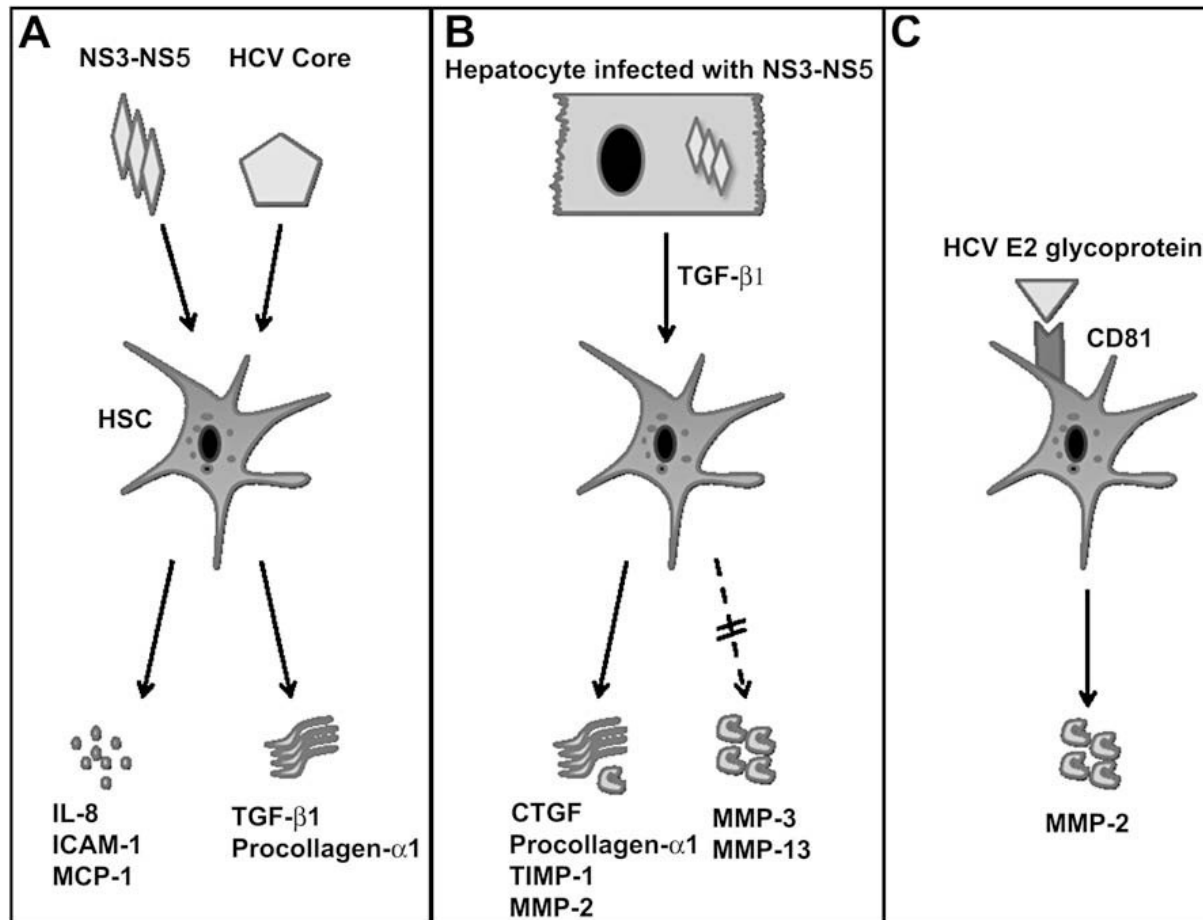 A
NS3-NS5
HCV Core
HSC
IL-8
ICAM-1
MCP-1
TGF-β1
Procollagen-α1
B
Hepatocyte infected with NS3-NS5
TGF-β1
CTGF
Procollagen-α1
TIMP-1
MMP-2
MMP-3
MMP-13
C
HCV E2 glycoprotein
CD81
MMP-2